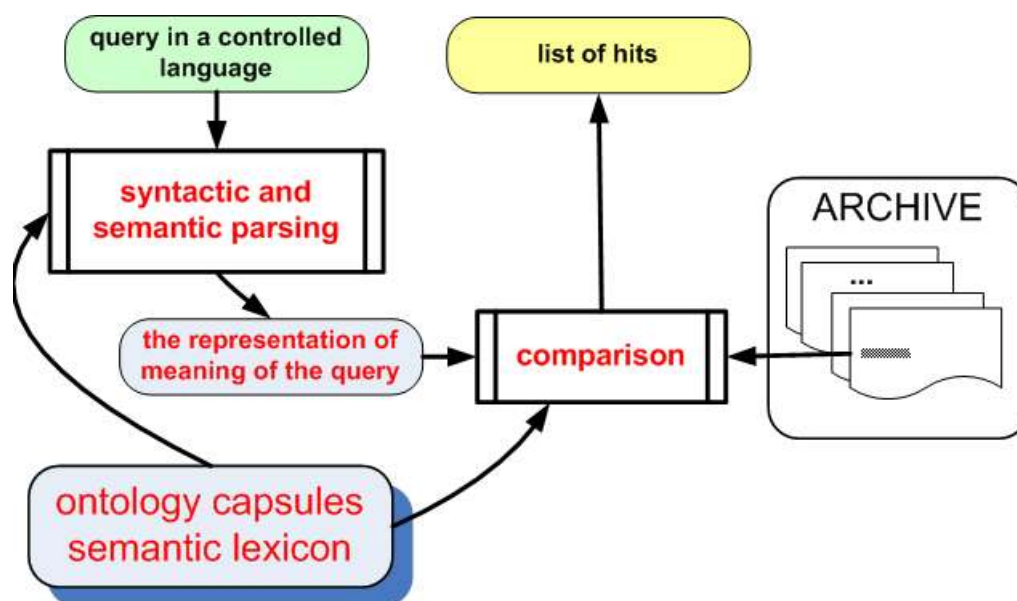 query in a controlled
language
list of hits
syntactic and
semantic parsing
ARCHIVE
...
the representation of
meaning of the query
comparison
ontology capsules
semantic lexicon